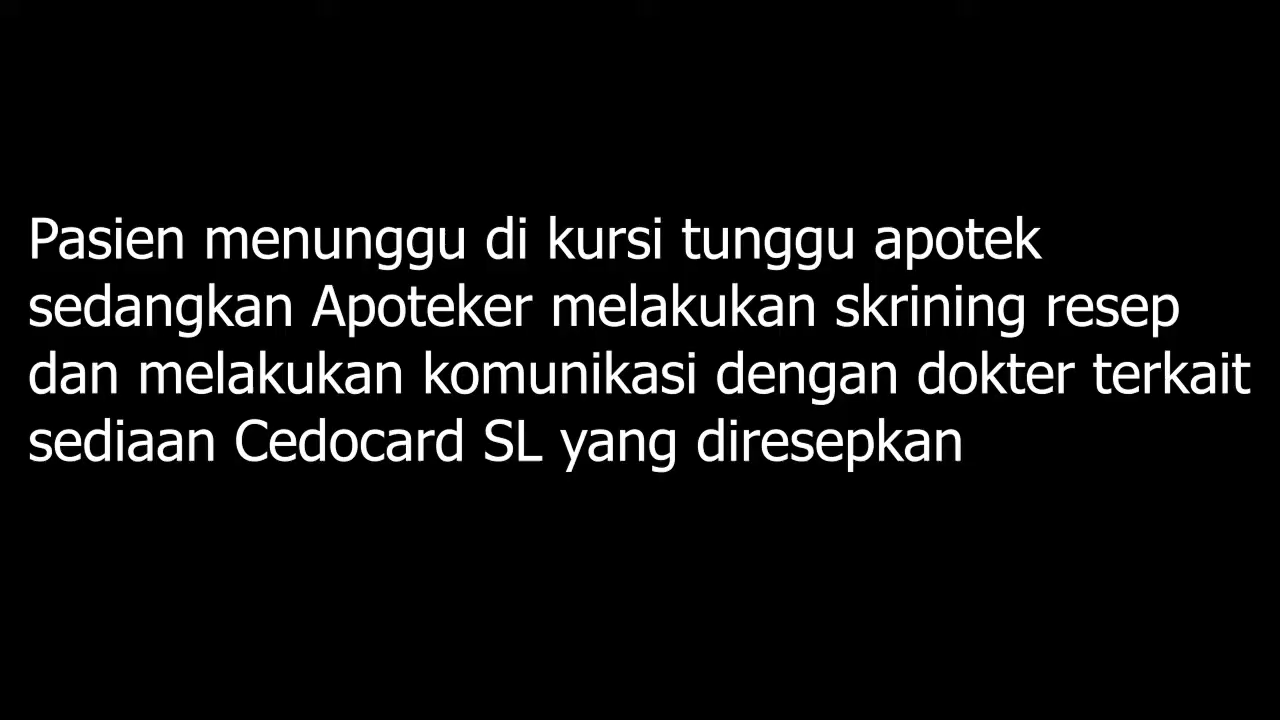 Pasien menunggu di kursi tunggu apotek
sedangkan Apoteker melakukan skrining resep
dan melakukan komunikasi dengan dokter terkait
sediaan Cedocard SL yang diresepkan